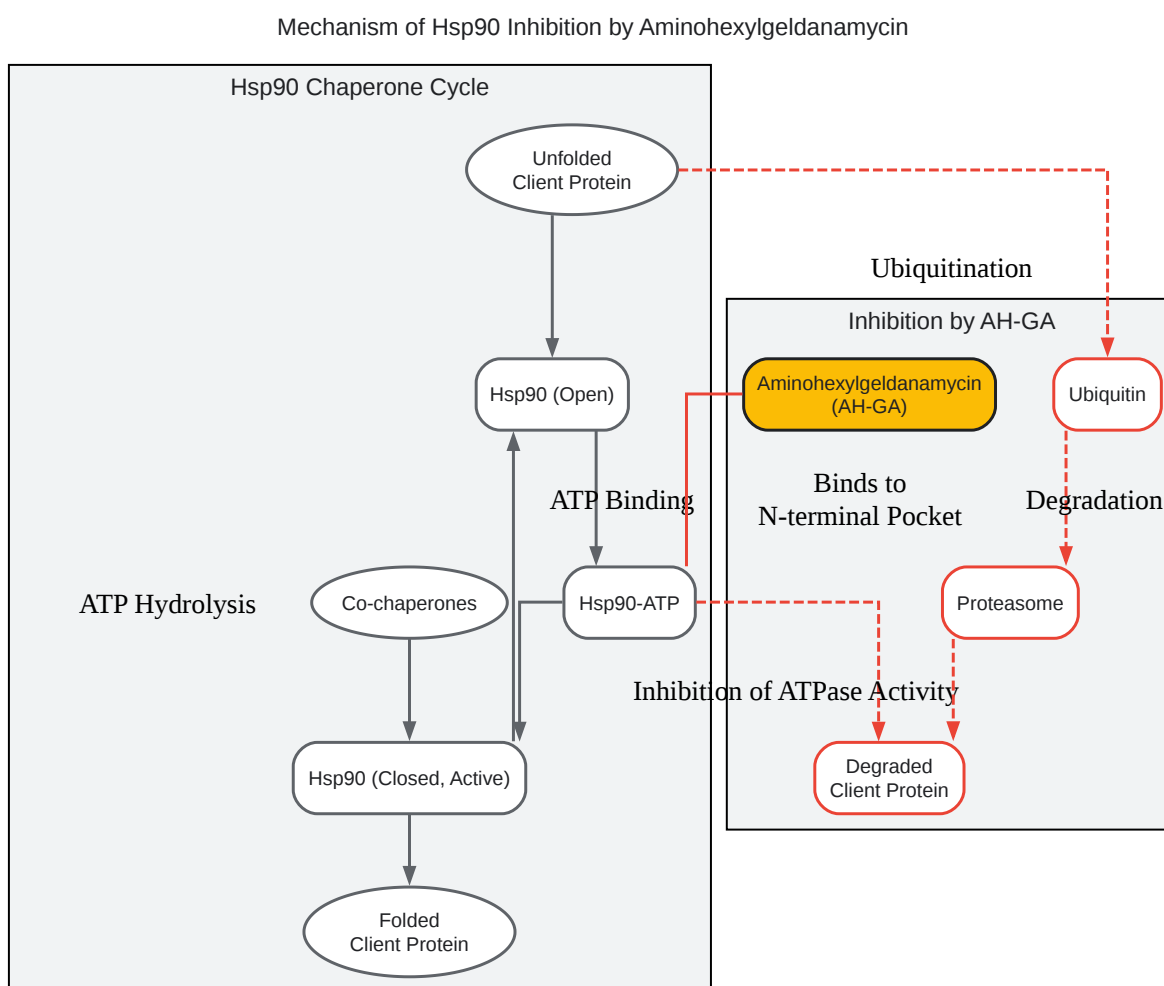 Mechanism of Hsp90 Inhibition by Aminohexylgeldanamycin
Hsp90 Chaperone Cycle
Unfolded
Client Protein
Ubiquitination
Inhibition by AH-GA
Hsp90 (Open)
Aminohexylgeldanamycin
(AH-GA)
Ubiquitin
ATP Binding
Binds to
N-terminal Pocket
Degradation
ATP Hydrolysis
Co-chaperones
Hsp90-ATP
Proteasome
Inhibition of ATPase Activity
Hsp90 (Closed, Active)
Degraded
Client Protein
Folded
Client Protein